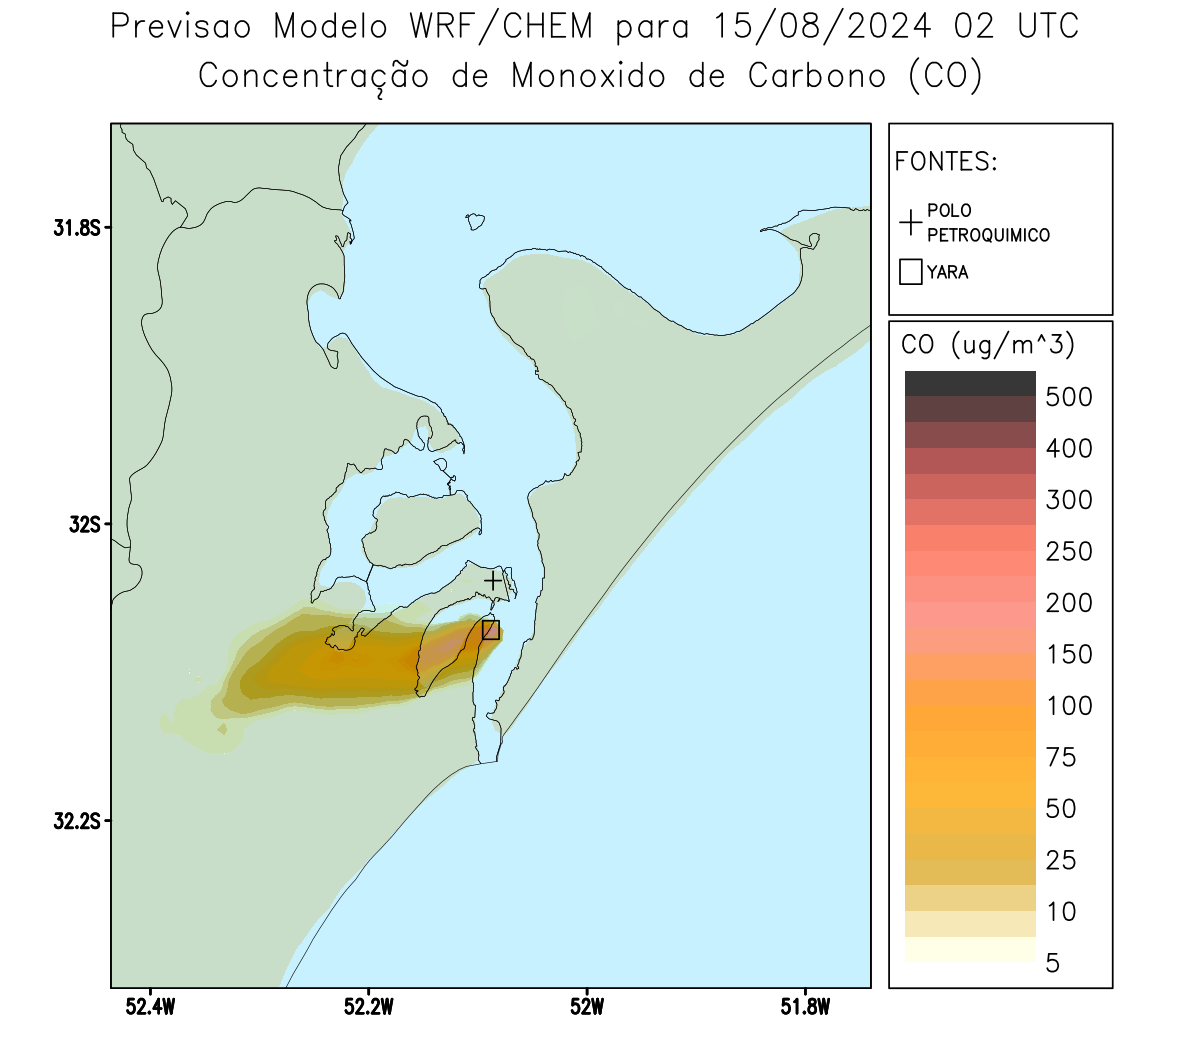 Previsao Modelo WRF/CHEM para 15/08/2024 02 UTC
Concentração de Monoxido de Carbono (CO)
FONTES:
POLO
PETROQUIMICO
YARA
CO (ug/m^3)
500
400
300
250
200
150
100
75
50
25
10
5
31.8S
32S
32.2S
52.4W
52.2W
52W
51.8W